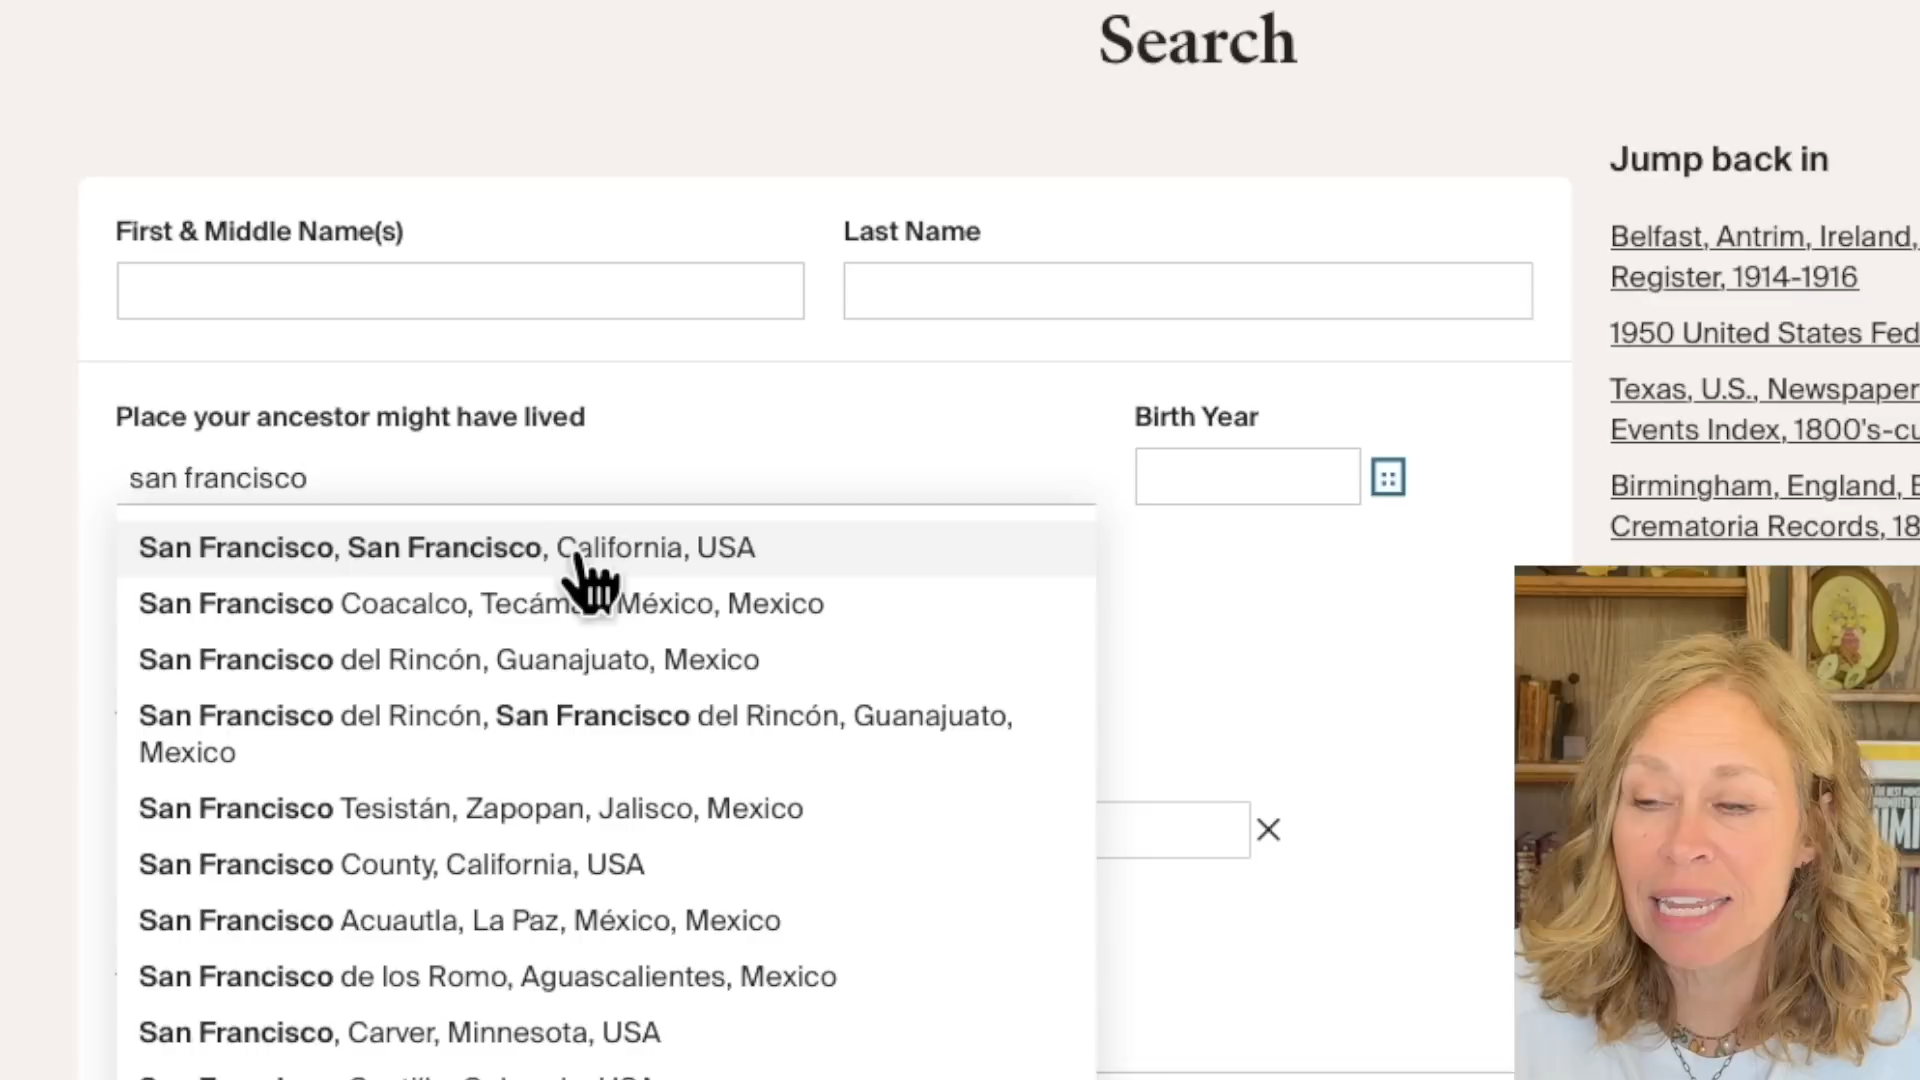 Search
First & Middle Name(s)
Last Name
Place your ancestor might have lived
san francisco
Birth Year
San Francisco, San Francisco, California, USA
San Francisco Coacalco, México, Mexico
San Francisco del Rincón, Guanajuato, Mexico
San Francisco del Rincón, San Francisco del Rincón, Guanajuato,
Mexico
San Francisco Tesistán, Zapopan, Jalisco, Mexico
San Francisco County, California, USA
San Francisco Acuautla, La Paz, México, Mexico
San Francisco de los Romo, Aguascalientes, Mexico
San Francisco, Carver, Minnesota, USA
Jump back in
Belfast, Antrim, Ireland,
Register, 1914-1916
1950 United States Fed
Texas, U.S., Newspaper
Events Index, 1800's-cu
Birmingham, England, E
Crematoria Records, 18